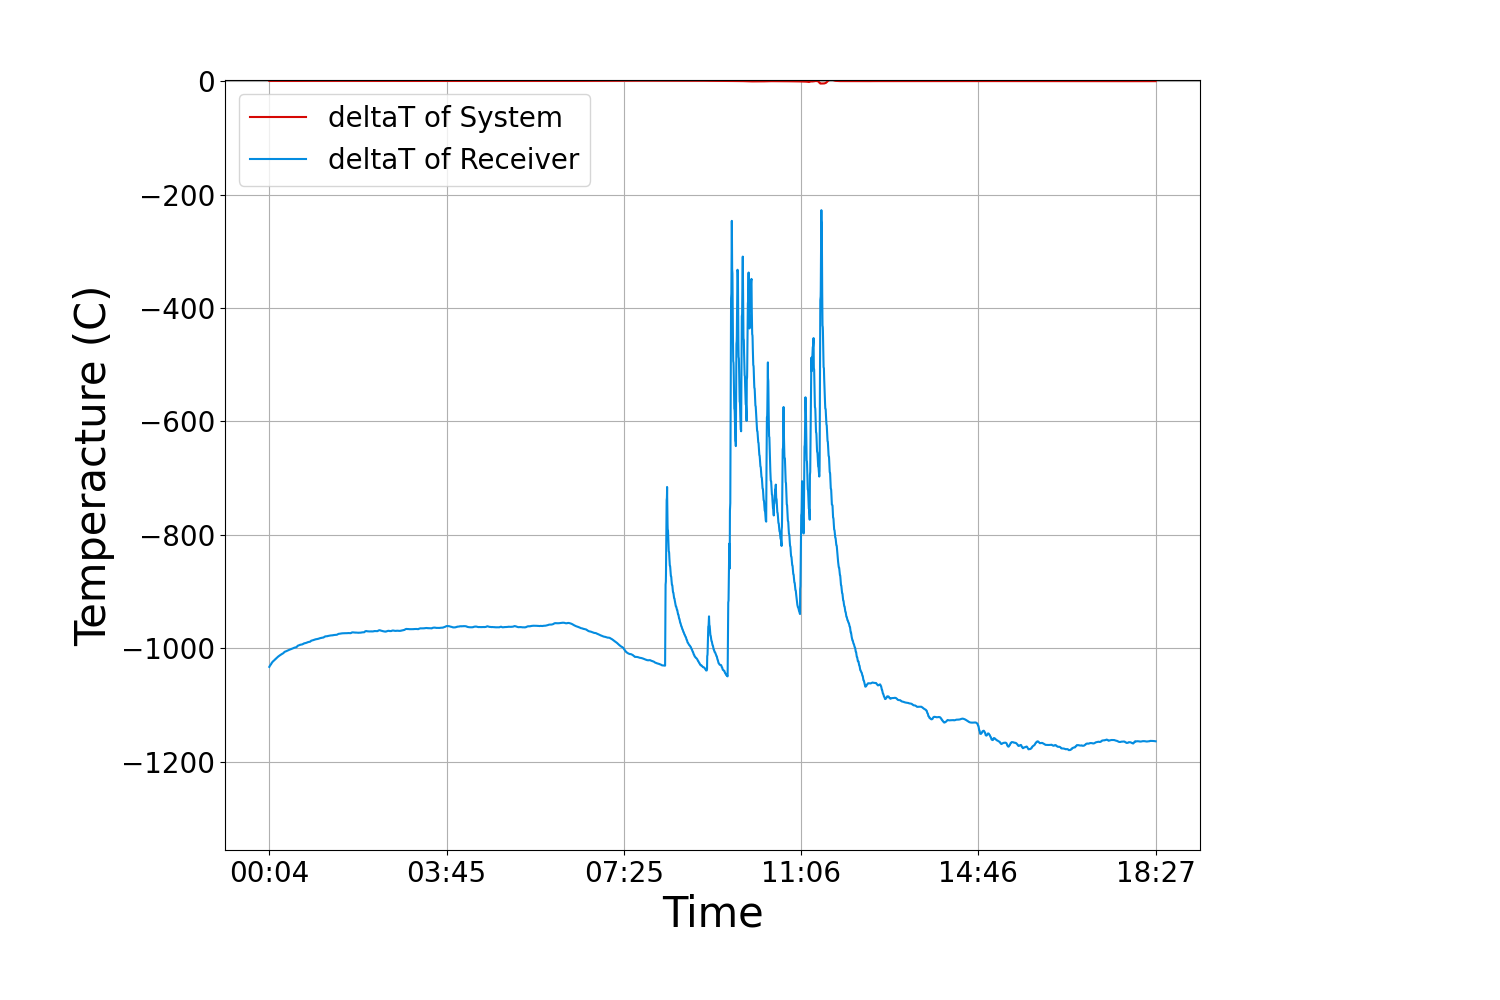 0
−200
−400
−600
−800
−1000
−1200
Temperacture (C)
deltaT of System
deltaT of Receiver
00:04 03:45 07:25 11:06 14:46 18:27
Time